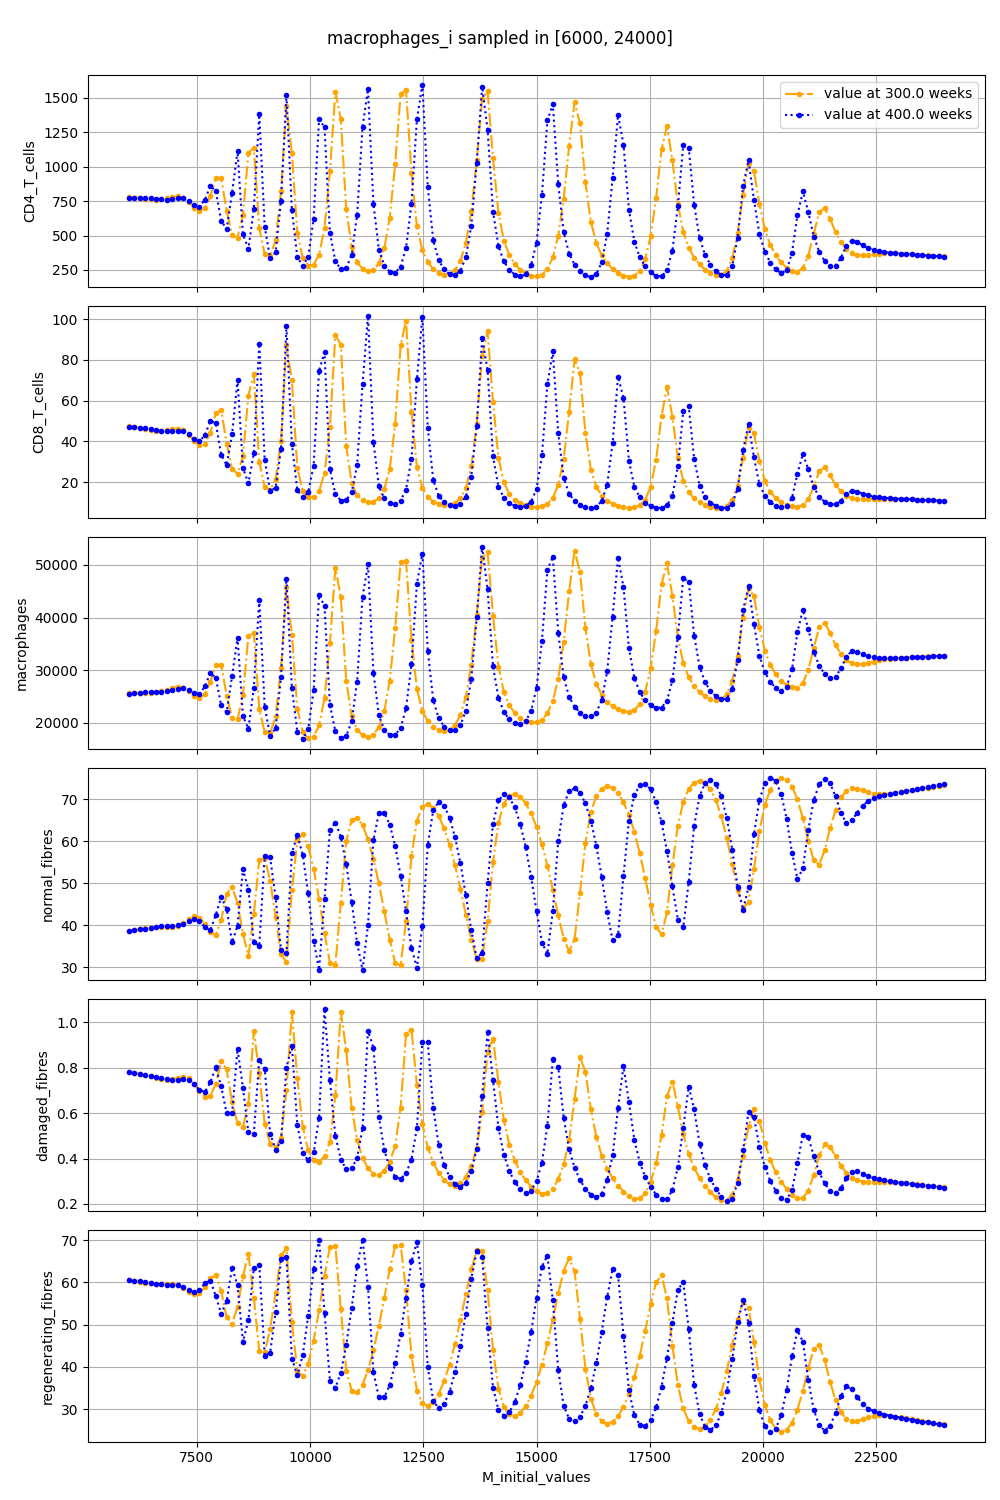 macrophages_i sampled in [6000, 24000]
value at 300.0 weeks
value at 400.0 weeks
CD4_T_cells
1500
1250
1000
750
500
250
CD8_T_cells
100
80
60
40
20
macrophages
50000
40000
30000
20000
normal_fibres
70
60
50
40
30
damaged_fibres
1.0
0.8
0.6
0.4
0.2
regenerating_fibres
70
60
50
40
30
7500 10000 12500 15000 17500 20000 22500
M_initial_values